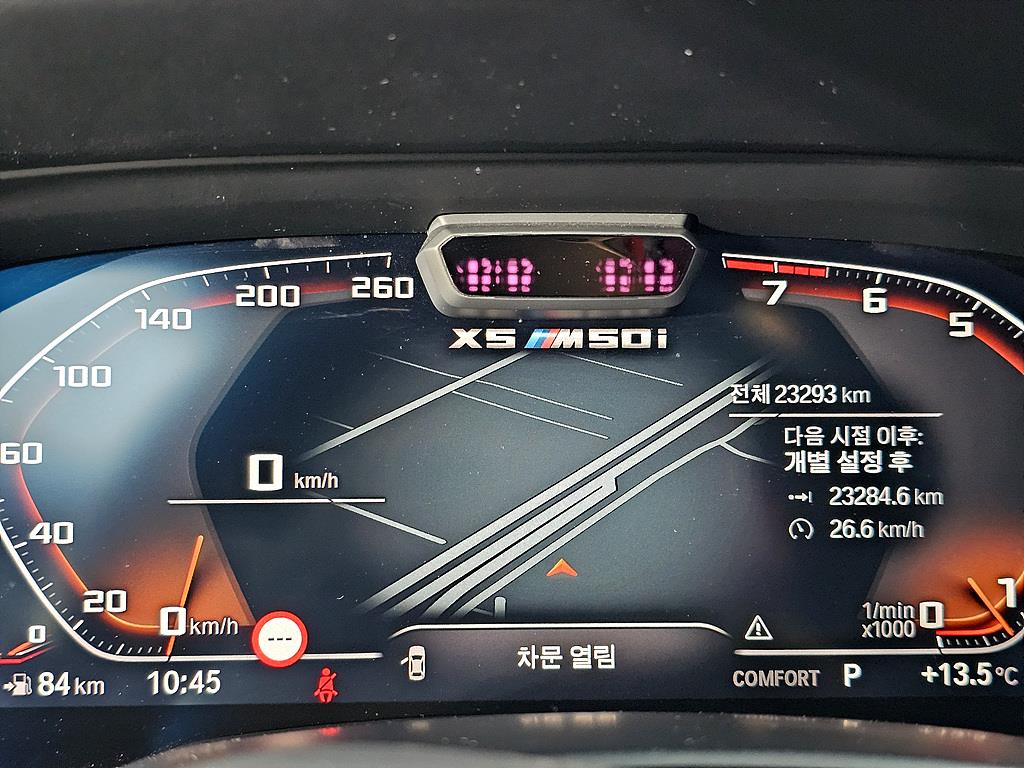 260
200
140
100
60
40
20
0
7
6
5
1
0
X5 M50i
전체 23293 km
다음 시점 이후:
개별 설정 후
23284.6 km
26.6 km/h
0 km/h
0 km/h
---
1/min
x1000
차문 열림
84 km
10:45
COMFORT P
+13.5 °C